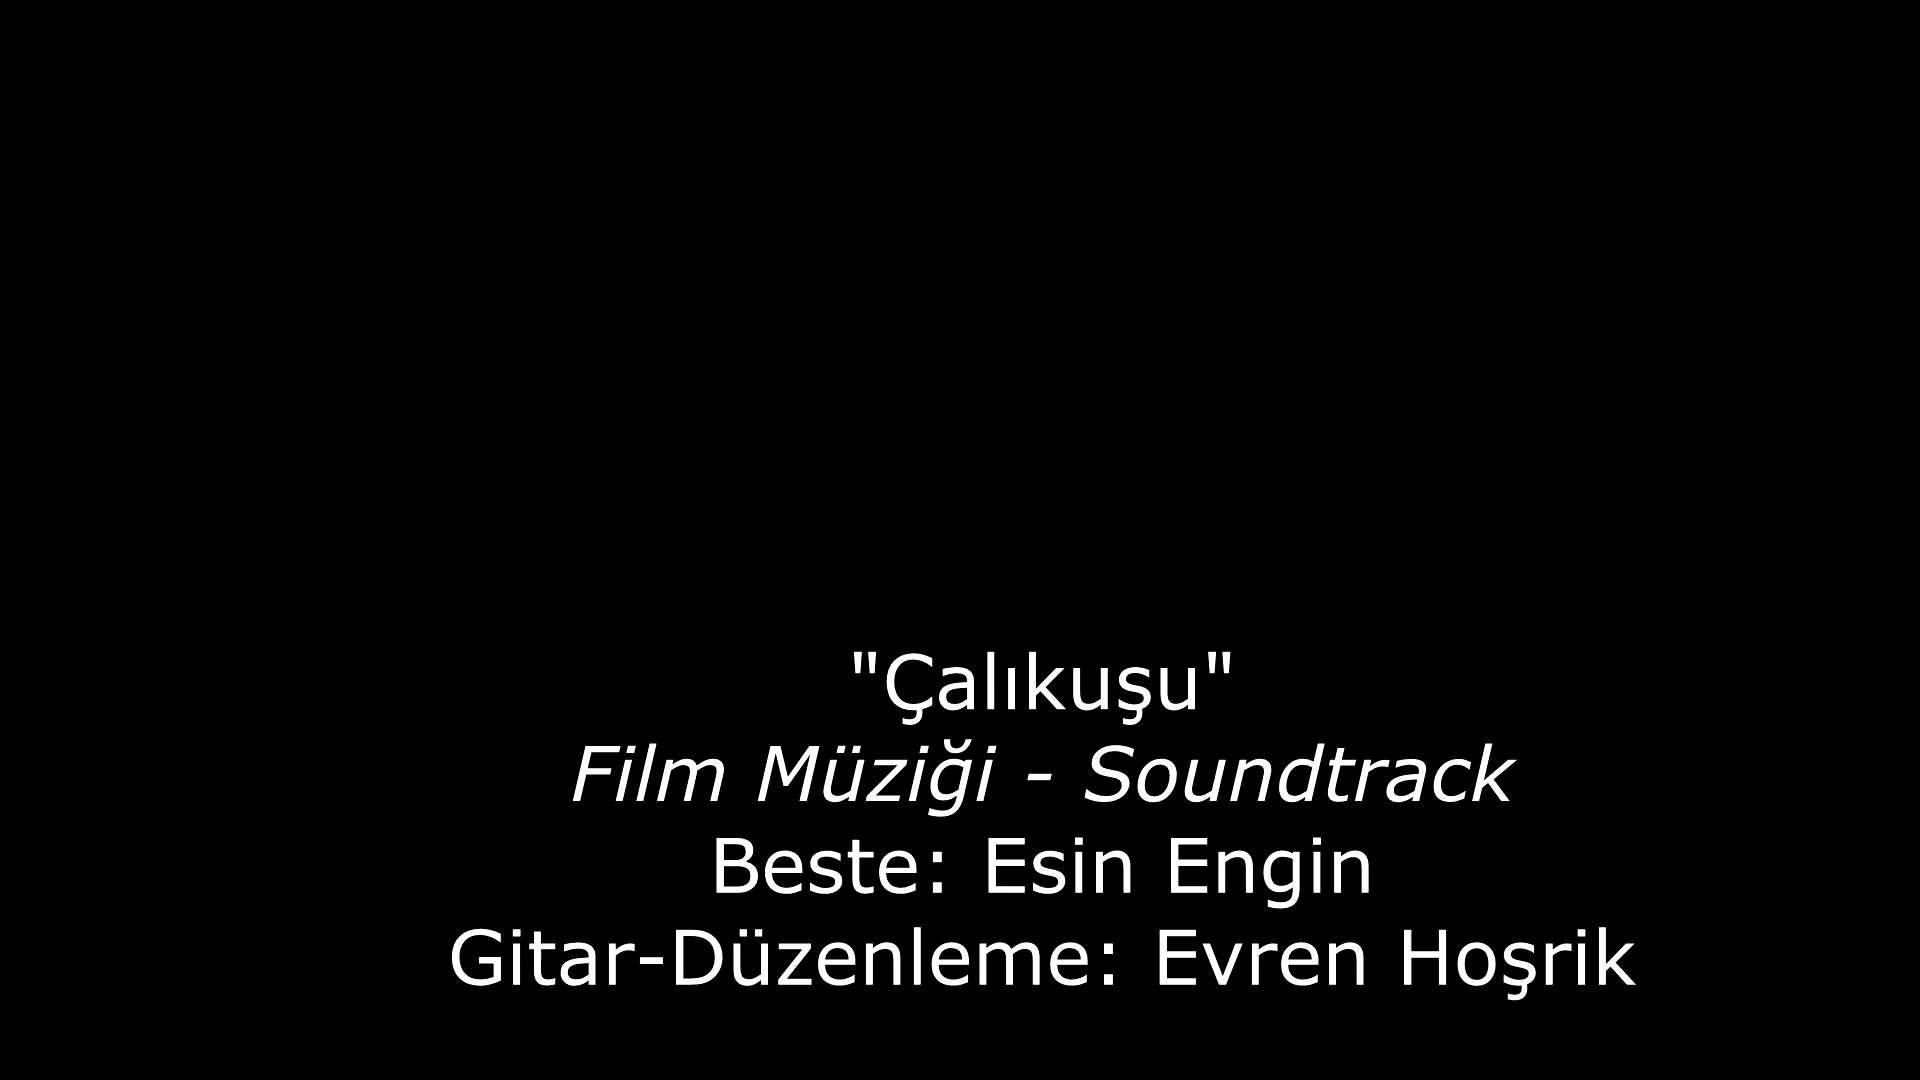 "Çalıkuşu"
Film Müziği - Soundtrack
Beste: Esin Engin
Gitar-Düzenleme: Evren Hoşrik